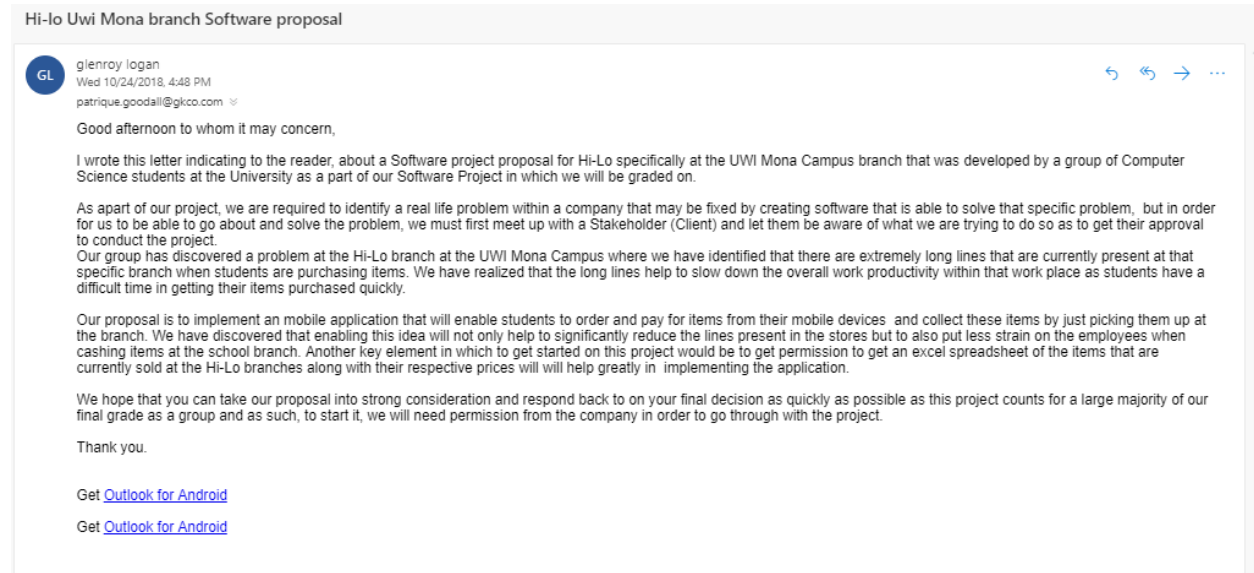 Hi-lo Uwi Mona branch Software proposal
GL
glenroy logan
Wed 10/24/2018, 4:48 PM
patrique.goodall@gkco.com
Good afternoon to whom it may concern,
I wrote this letter indicating to the reader, about a Software project proposal for Hi-Lo specifically at the UWI Mona Campus branch that was developed by a group of Computer
Science students at the University as a part of our Software Project in which we will be graded on.
As apart of our project, we are required to identify a real life problem within a company that may be fixed by creating software that is able to solve that specific problem,  but in order
for us to be able to go about and solve the problem, we must first meet up with a Stakeholder (Client) and let them be aware of what we are trying to do so as to get their approval
to conduct the project.
Our group has discovered a problem at the Hi-Lo branch at the UWI Mona Campus where we have identified that there are extremely long lines that are currently present at that
specific branch when students are purchasing items. We have realized that the long lines help to slow down the overall work productivity within that work place as students have a
difficult time in getting their items purchased quickly.
Our proposal is to implement an mobile application that will enable students to order and pay for items from their mobile devices  and collect these items by just picking them up at
the branch. We have discovered that enabling this idea will not only help to significantly reduce the lines present in the stores but to also put less strain on the employees when
cashing items at the school branch. Another key element in which to get started on this project would be to get permission to get an excel spreadsheet of the items that are
currently sold at the Hi-Lo branches along with their respective prices will will help greatly in  implementing the application.
We hope that you can take our proposal into strong consideration and respond back to on your final decision as quickly as possible as this project counts for a large majority of our
final grade as a group and as such, to start it, we will need permission from the company in order to go through with the project.
Thank you.
Get Outlook for Android
Get Outlook for Android